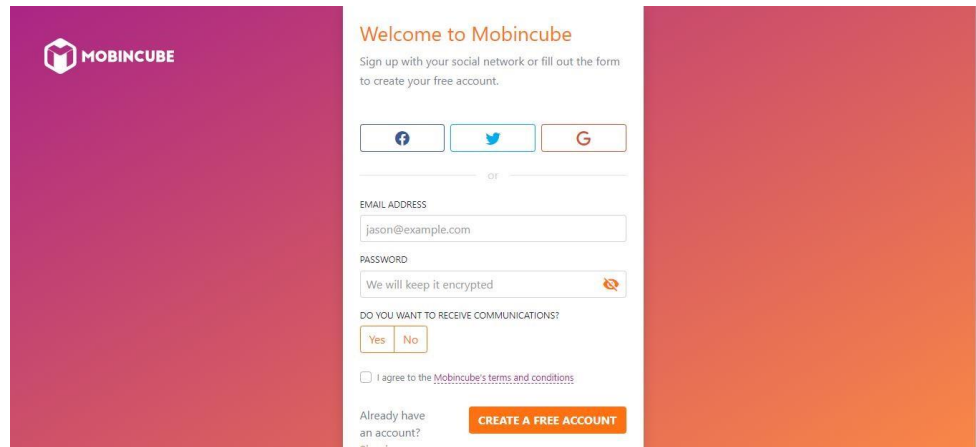 MOBINCUBE
Welcome to Mobincube
Sign up with your social network or fill out the form
to create your free account.
or
EMAIL ADDRESS
jason@example.com
PASSWORD
We will keep it encrypted
DO YOU WANT TO RECEIVE COMMUNICATIONS?
Yes No
I agree to the Mobincube's terms and conditions
Already have
an account?
CREATE A FREE ACCOUNT